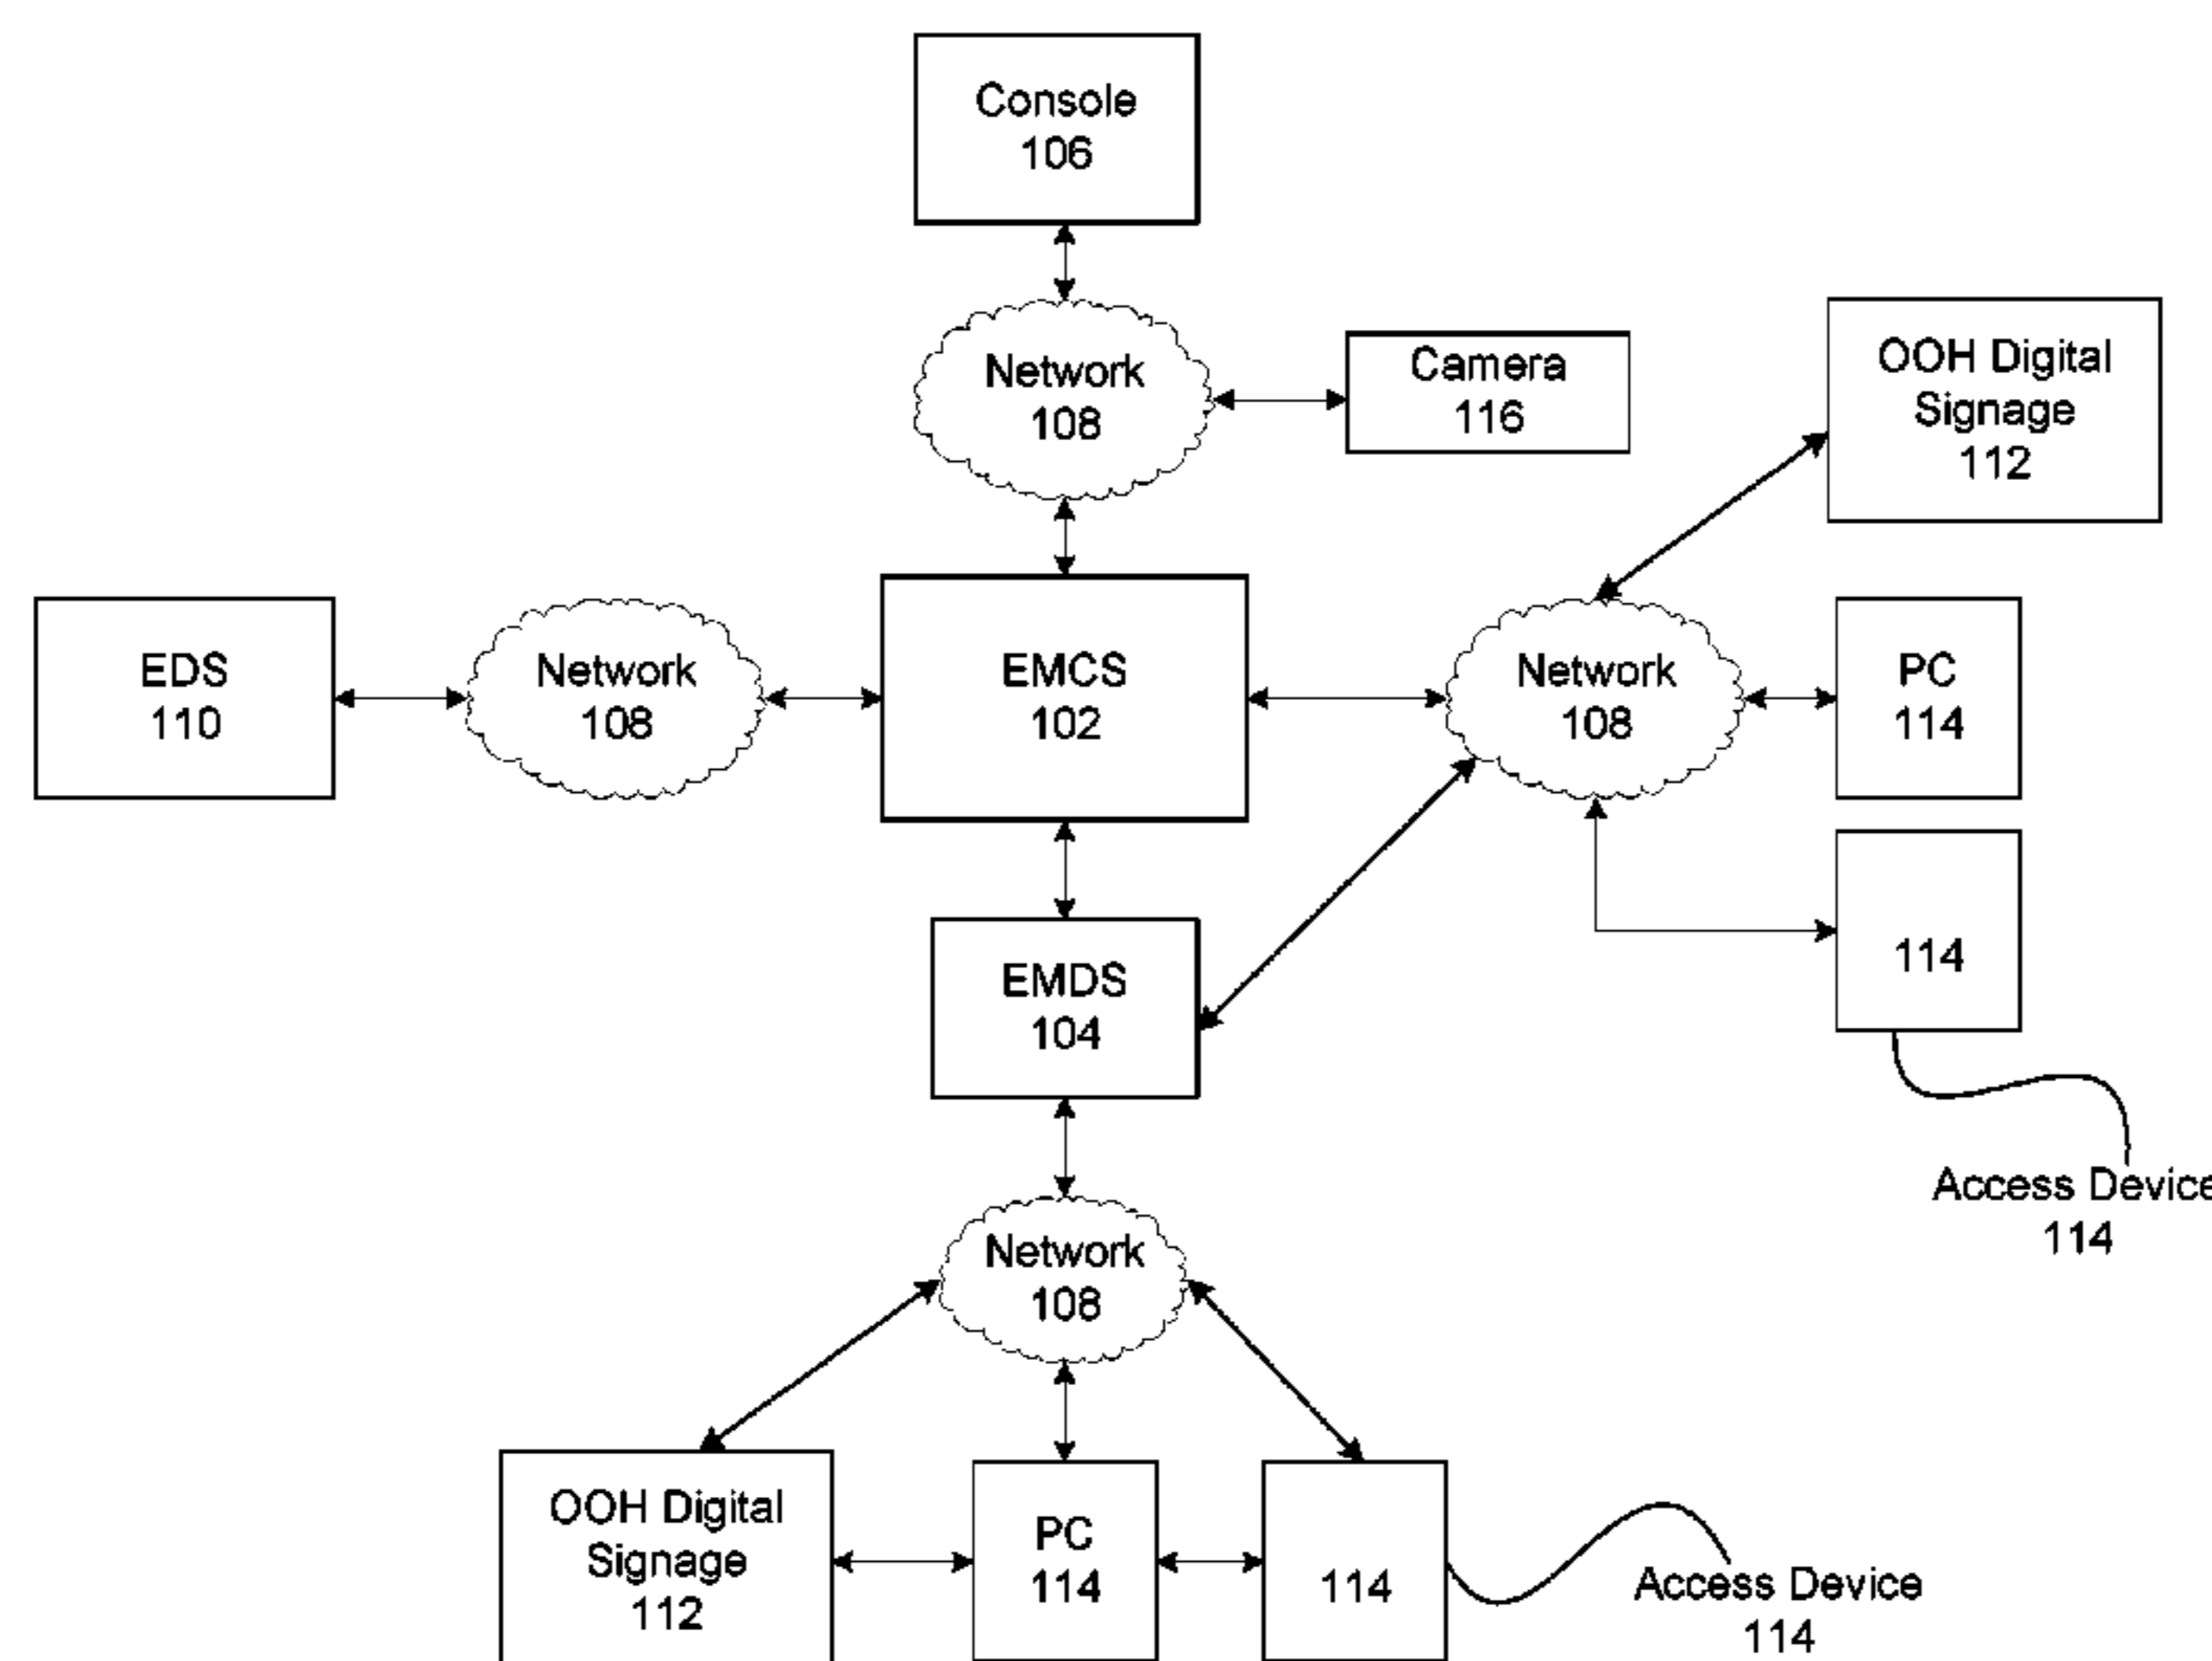 Console
106
Network
108
Camera
116
OOH Digital
Signage
112
EDS
110
Network
108
EMCS
102
Network
108
PC
114
EMDS
104
114
Access Device
114
Network
108
OOH Digital
Signage
112
PC
114
114
Access Device
114